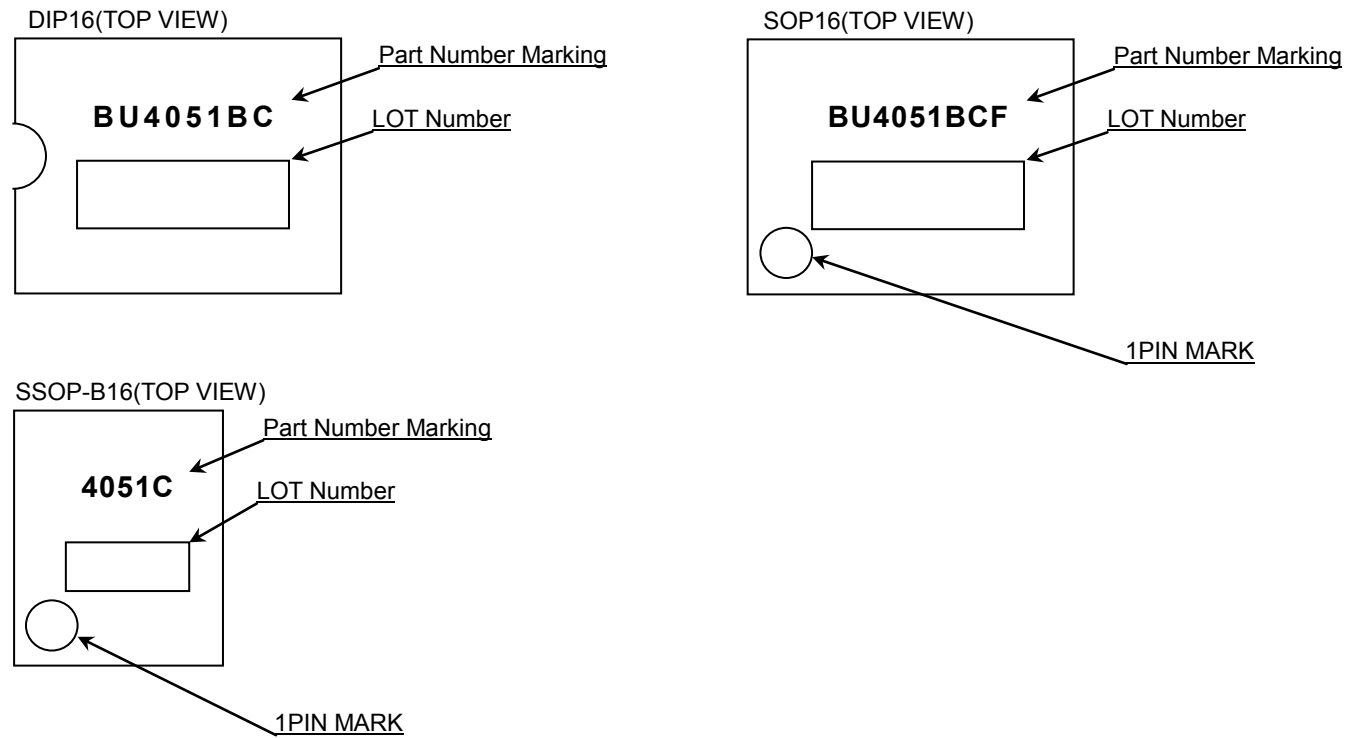 DIP16(TOP VIEW)
Part Number Marking
BU4051BC
LOT Number
SOP16(TOP VIEW)
Part Number Marking
BU4051BCF
LOT Number
1PIN MARK
SSOP-B16(TOP VIEW)
Part Number Marking
4051C
LOT Number
1PIN MARK